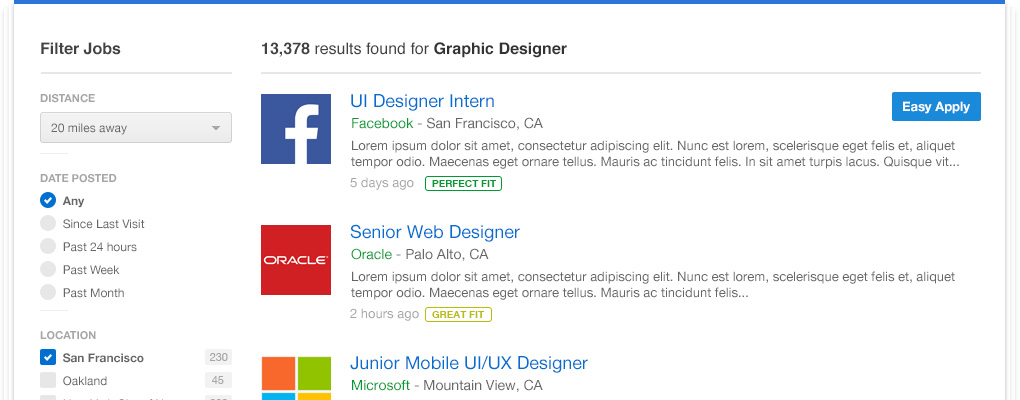 Filter Jobs
DISTANCE
20 miles away
DATE POSTED
Any
Since Last Visit
Past 24 hours
Past Week
Past Month
LOCATION
San Francisco 230
Oakland 45
13,378 results found for Graphic Designer
f
UI Designer Intern
Easy Apply
Facebook - San Francisco, CA
Lorem ipsum dolor sit amet, consectetur adipiscing elit. Nunc est lorem, scelerisque eget felis et, aliquet
tempor odio. Maecenas eget ornare tellus. Mauris ac tincidunt felis. In sit amet turpis lacus. Quisque vit...
5 days ago PERFECT FIT
ORACLE
Senior Web Designer
Oracle - Palo Alto, CA
Lorem ipsum dolor sit amet, consectetur adipiscing elit. Nunc est lorem, scelerisque eget felis et, aliquet
tempor odio. Maecenas eget ornare tellus. Mauris ac tincidunt felis...
2 hours ago GREAT FIT
Junior Mobile UI/UX Designer
Microsoft - Mountain View, CA